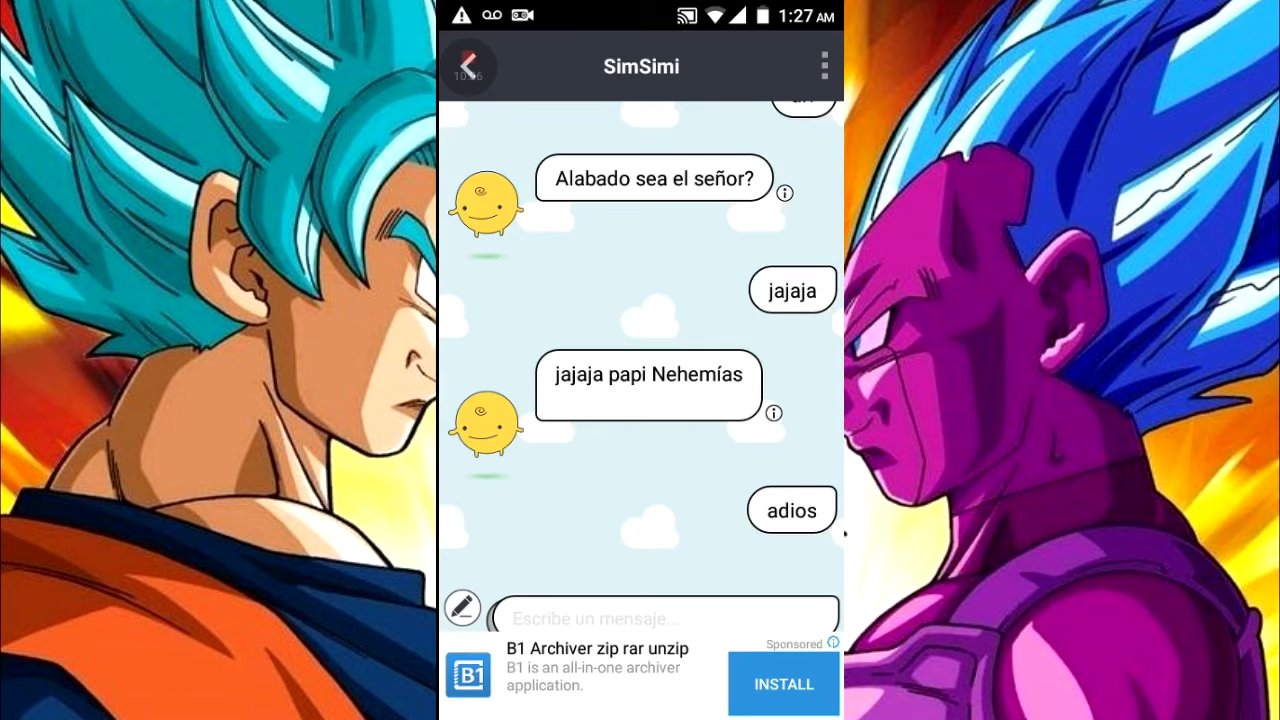 1:27 AM
SimSimi
Alabado sea el señor?
jajaja
jajaja papi Nehemías
adios
Escribe un mensaje...
B1 Archiver zip rar unzip
Sponsored
B1 is an all-in-one archiver
application.
B1
INSTALL